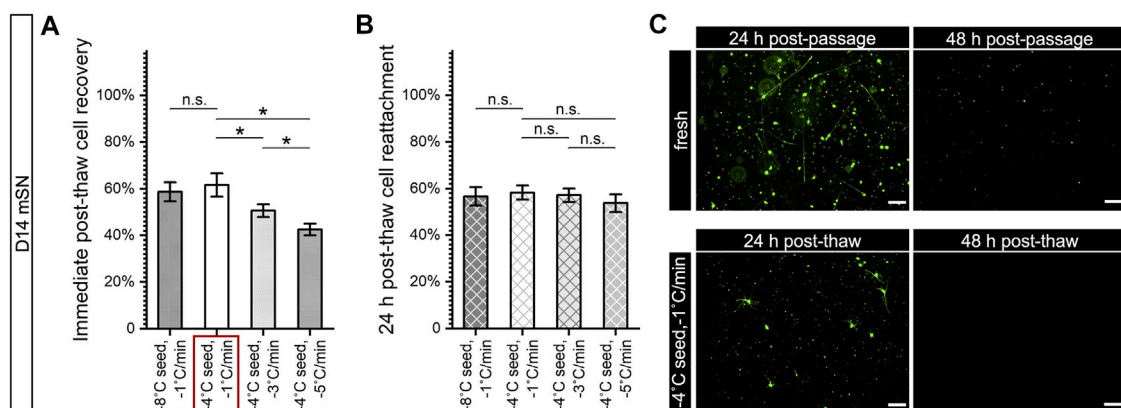 D14 mSN
A
Immediate post-thaw cell recovery
100%
80%
60%
40%
20%
0
n.s.
*
*
*
-8°C seed,
-1°C/min
-4°C seed,
-1°C/min
-4°C seed,
-3°C/min
-4°C seed,
-5°C/min
B
24 h post-thaw cell reattachment
100%
80%
60%
40%
20%
0
n.s.
n.s.
n.s.
n.s.
-8°C seed,
-1°C/min
-4°C seed,
-1°C/min
-4°C seed,
-3°C/min
-4°C seed,
-5°C/min
C
24 h post-passage
48 h post-passage
fresh
24 h post-thaw
48 h post-thaw
-4°C seed,-1°C/min